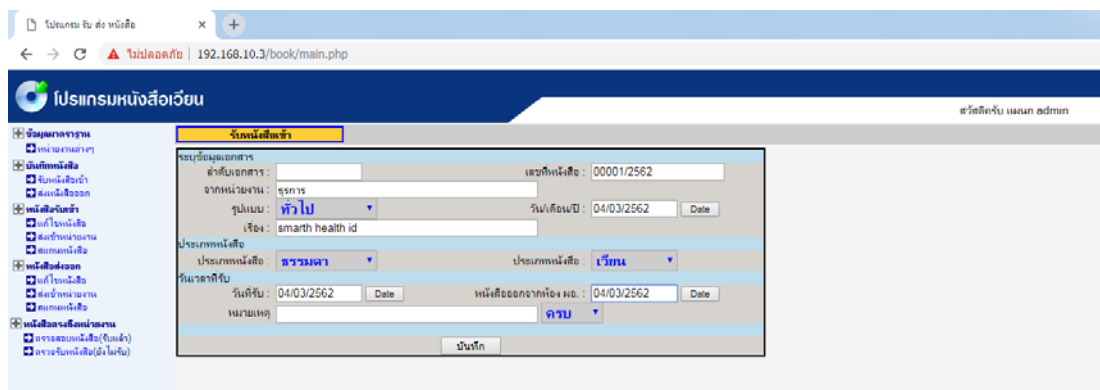 โปรแกรม รับ ส่ง หนังสือ
ไม่ปลอดภัย | 192.168.10.3/book/main.php
โปรแกรมหนังสือเวียน
สวัสดีครับ แผนก admin
ข้อมูลมาตราฐาน
หน่วยงานต่างๆ
บันทึกหนังสือ
รับหนังสือเข้า
ส่งหนังสือออก
หนังสือรับเข้า
แก้ไขหนังสือ
ส่งเข้าหน่วยงาน
สแกนหนังสือ
หนังสือส่งออก
แก้ไขหนังสือ
ส่งเข้าหน่วยงาน
สแกนหนังสือ
หนังสือตรงถึงหน่วยงาน
ตรวจสอบหนังสือ(รับแล้ว)
ตรวจรับหนังสือ(ยังไม่รับ)
รับหนังสือเข้า
ระบุข้อมูลเอกสาร
ลำดับเอกสาร : เลขที่หนังสือ : 00001/2562
จากหน่วยงาน : ธุรการ
รูปแบบ : ทั่วไป วัน/เดือน/ปี : 04/03/2562 Date
เรื่อง : smarth health id
ประเภทหนังสือ
ประเภทหนังสือ : ธรรมดา ประเภทหนังสือ : เวียน
วันเวลาที่รับ
วันที่รับ : 04/03/2562 Date หนังสือออกจากห้อง ผอ. : 04/03/2562 Date
หมายเหตุ ครบ
บันทึก